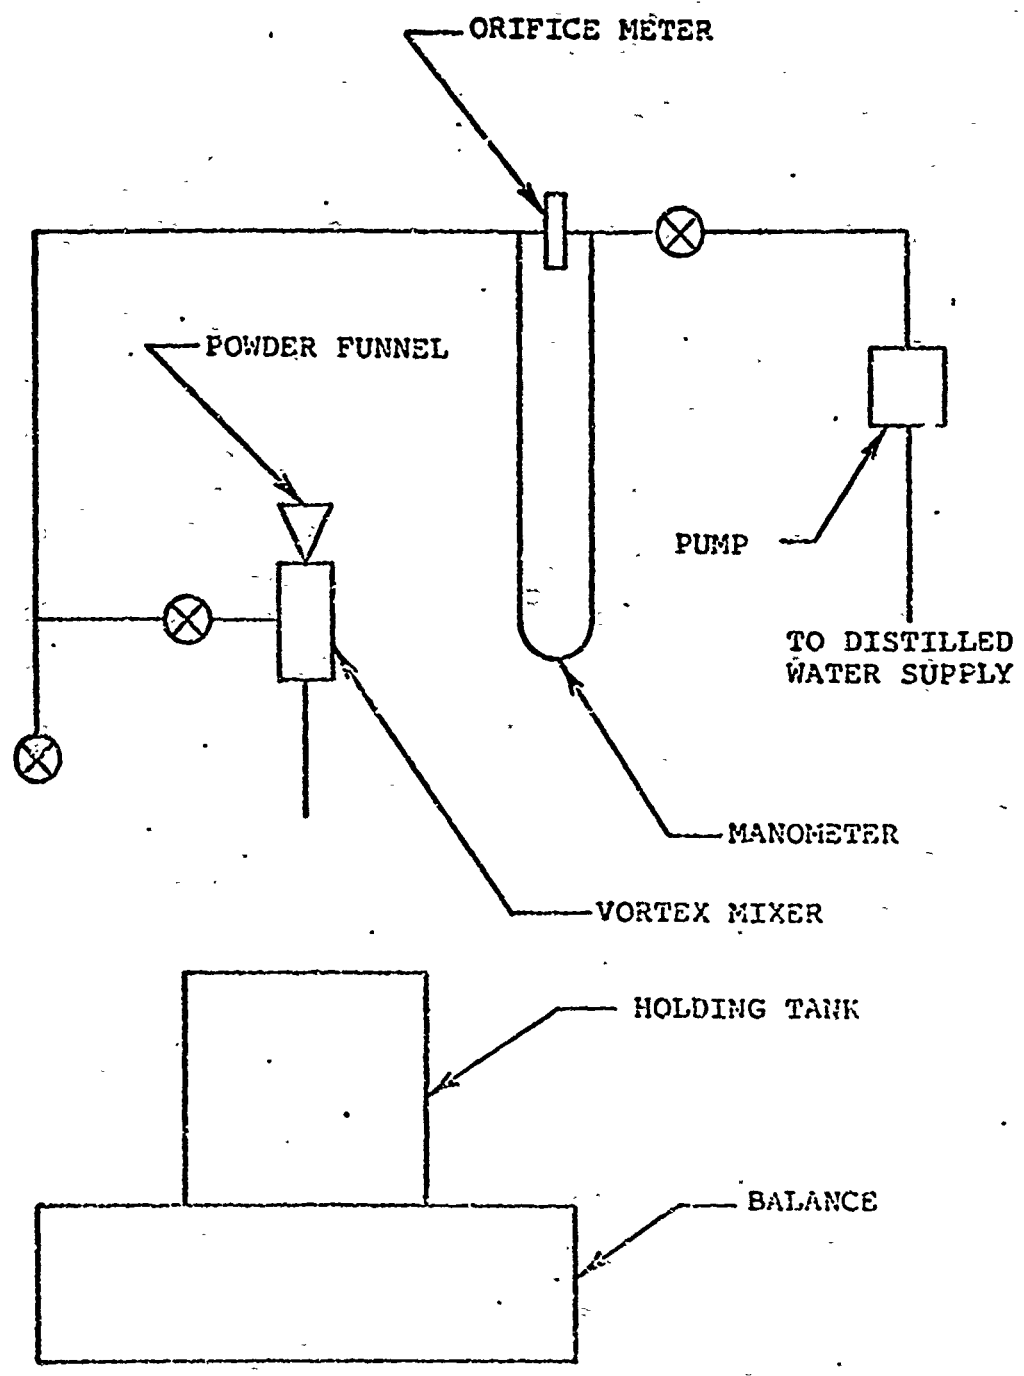 ORIFICE METER
POWDER FUNNEL
PUMP
TO DISTILLED
WATER SUPPLY
MANOMETER
VORTEX MIXER
HOLDING TANK
BALANCE